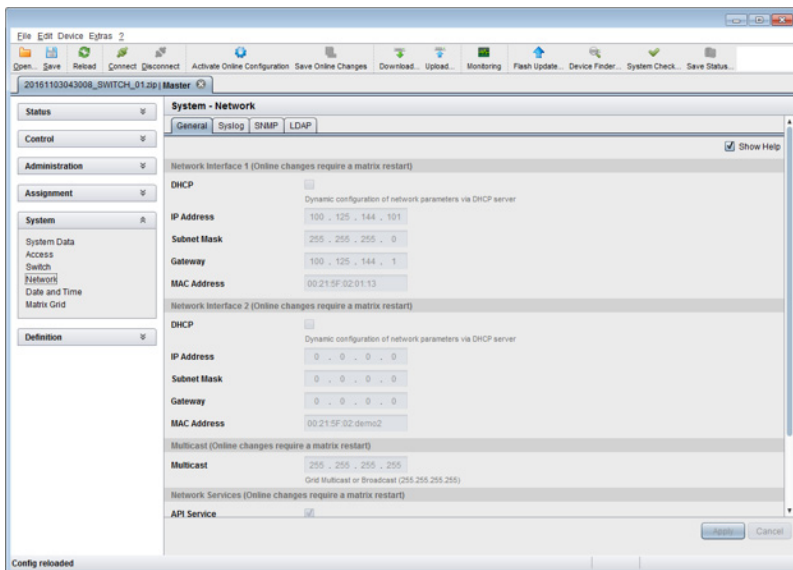 File Edit Device Extras ?
Open... Save Reload Connect Disconnect Activate Online Configuration Save Online Changes Download... Upload... Monitoring Flash Update... Device Finder... System Check... Save Status...
20161103043008_SWITCH_01.zip | Master
Status
Control
Administration
Assignment
System
System Data
Access
Switch
Network
Date and Time
Matrix Grid
Definition
System - Network
General Syslog SNMP LDAP
Show Help
Network Interface 1 (Online changes require a matrix restart)
DHCP
Dynamic configuration of network parameters via DHCP server
IP Address 100 . 125 . 144 . 101
Subnet Mask 255 . 255 . 255 . 0
Gateway 100 . 125 . 144 . 1
MAC Address 00:21:5F:02:01:13
Network Interface 2 (Online changes require a matrix restart)
DHCP
Dynamic configuration of network parameters via DHCP server
IP Address 0 . 0 . 0 . 0
Subnet Mask 0 . 0 . 0 . 0
Gateway 0 . 0 . 0 . 0
MAC Address 00:21:5F:02:demo2
Multicast (Online changes require a matrix restart)
Multicast 255 . 255 . 255 . 255
Grid Multicast or Broadcast (255.255.255.255)
Network Services (Online changes require a matrix restart)
API Service
Apply Cancel
Config reloaded